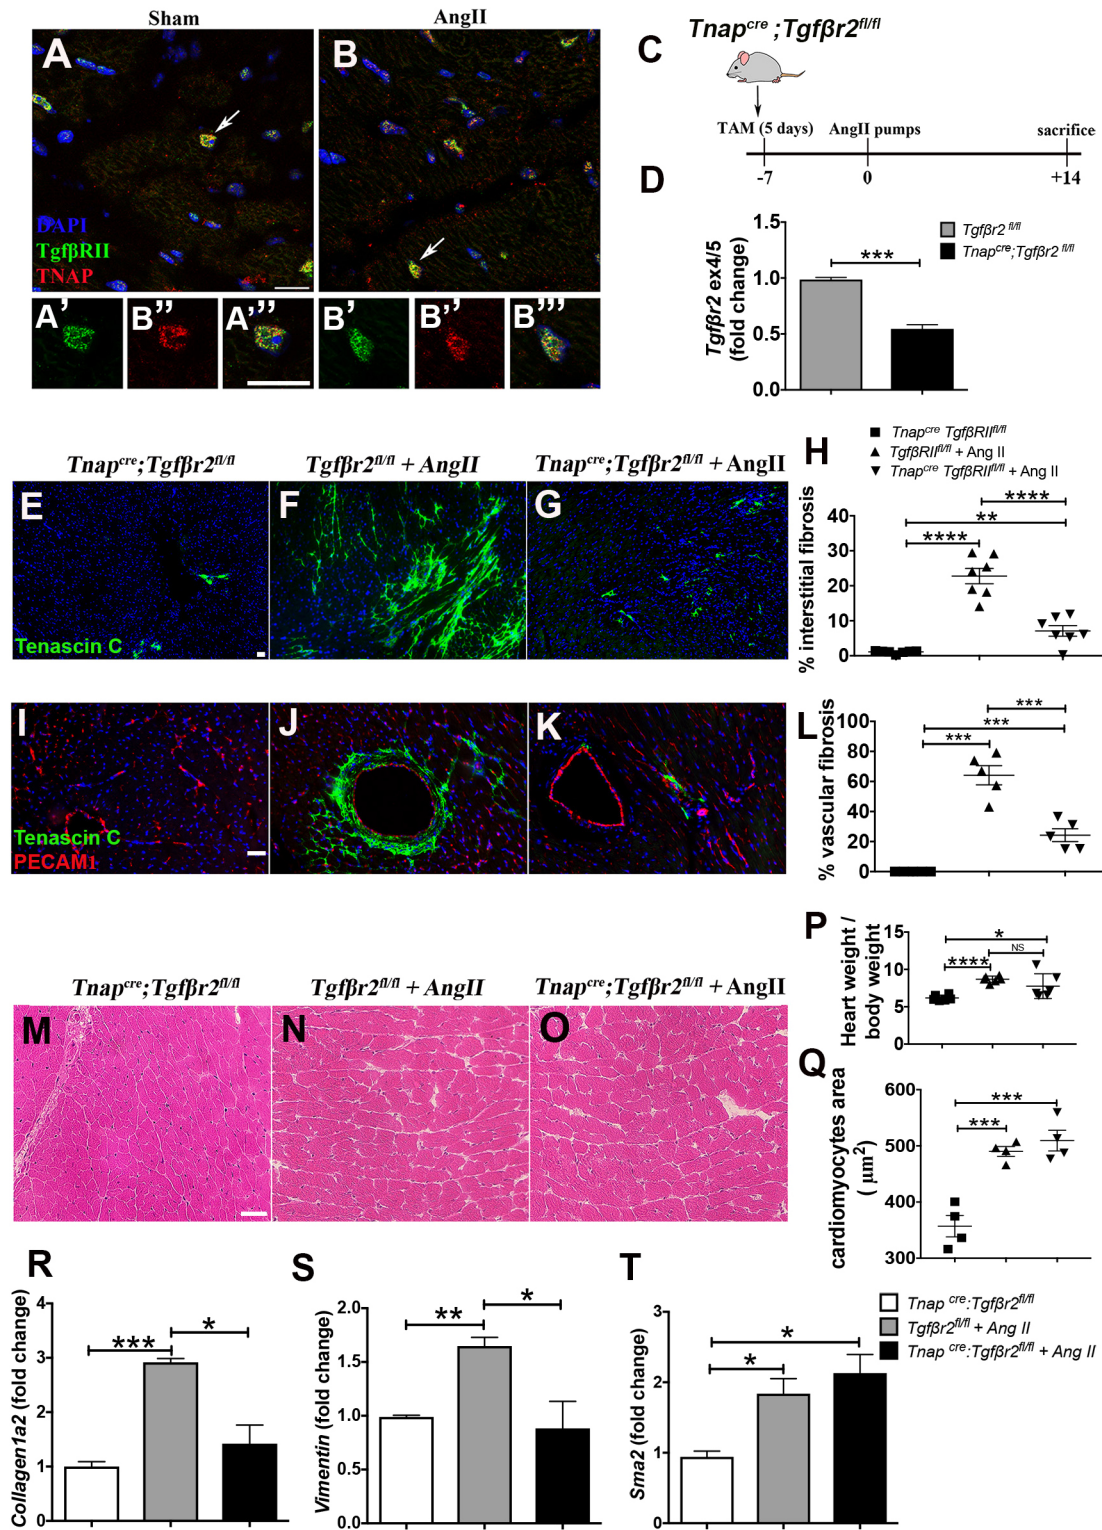 Sham
AngII
A
B
DAPI
TgfβRII
TNAP
A’
B’’
A’’’
B’
B’’
B’’’
C
Tnapcre ;Tgfβr2fl/fl
TAM (5 days)
AngII pumps
sacrifice
-7
0
+14
D
Tgfβr2 ex4/5
(fold change)
1.5
1.0
0.5
0.0
***
Tgfβr2 fl/fl
Tnapcre;Tgfβr2 fl/fl
Tnapcre;Tgfβr2fl/fl
Tgfβr2fl/fl + AngII
Tnapcre;Tgfβr2fl/fl + AngII
E
F
G
Tenascin C
H
Tnapcre TgfβRIIfl/fl
TgfβRIIfl/fl + Ang II
Tnapcre TgfβRIIfl/fl + Ang II
% interstitial fibrosis
40
30
20
10
0
****
**
****
I
J
K
Tenascin C
PECAM1
L
% vascular fibrosis
100
80
60
40
20
0
***
***
***
Tnapcre;Tgfβr2fl/fl
Tgfβr2fl/fl + AngII
Tnapcre;Tgfβr2fl/fl + AngII
M
N
O
P
Heart weight /
body weight
15
10
5
0
*
NS
****
Q
cardiomyocytes area
( μm2)
600
500
400
300
***
***
R
Collagen1a2 (fold change)
4
3
2
1
0
***
*
S
Vimentin (fold change)
2.0
1.5
1.0
0.5
0.0
**
*
T
Sma2 (fold change)
3
2
1
0
*
*
Tnap cre:Tgfβr2fl/fl
Tgfβr2fl/fl + Ang II
Tnap cre:Tgfβr2fl/fl + Ang II